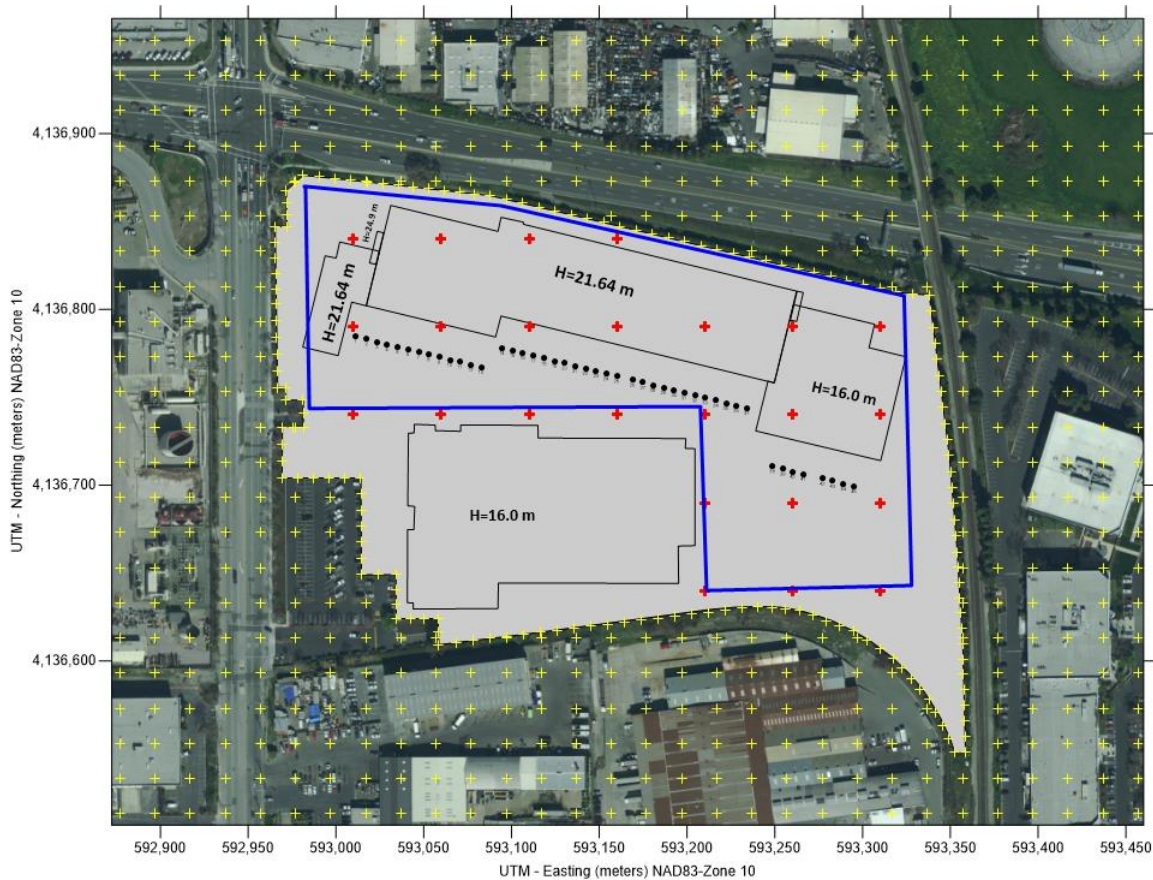 4,136,900
H=24.9 m
H=21.64 m
H=21.64 m
4,136,800
H=16.0 m
4,136,700
H=16.0 m
4,136,600
UTM - Northing (meters) NAD83-Zone 10
592,900 592,950 593,000 593,050 593,100 593,150 593,200 593,250 593,300 593,350 593,400 593,450
UTM - Easting (meters) NAD83-Zone 10